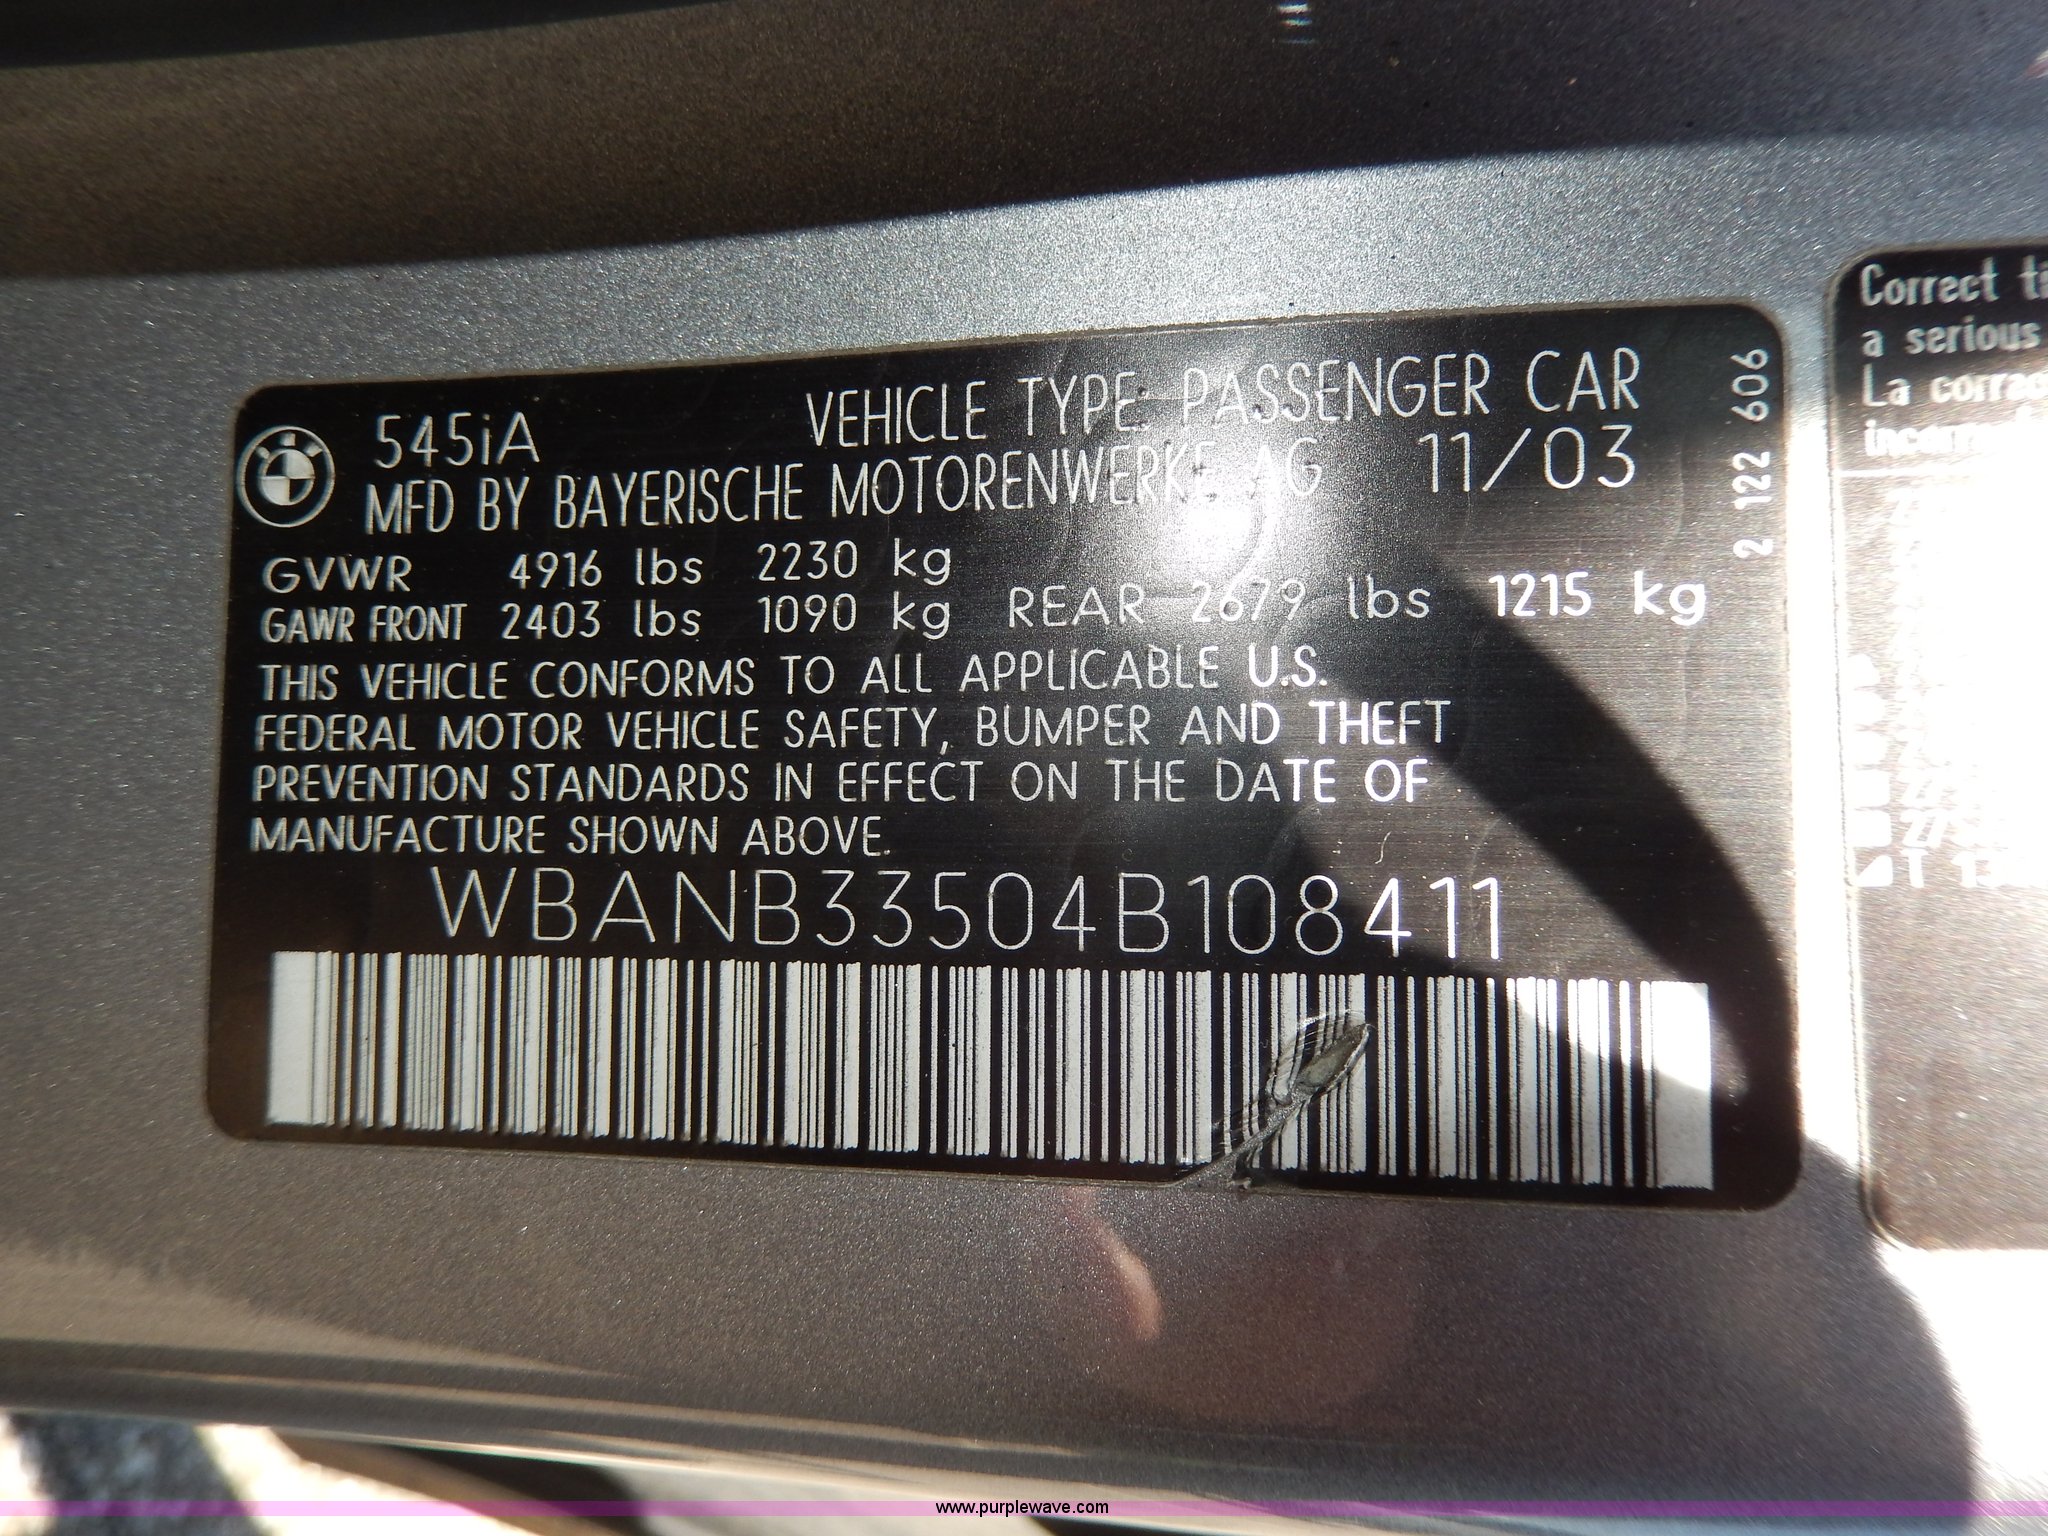 545iA VEHICLE TYPE: PASSENGER CAR
MFD BY BAYERISCHE MOTORENWERKE AG 11/03
GVWR 4916 lbs 2230 kg
GAWR FRONT 2403 lbs 1090 kg REAR 2679 lbs 1215 kg
THIS VEHICLE CONFORMS TO ALL APPLICABLE U.S.
FEDERAL MOTOR VEHICLE SAFETY, BUMPER AND THEFT
PREVENTION STANDARDS IN EFFECT ON THE DATE OF
MANUFACTURE SHOWN ABOVE.
WBANB33504B108411
2 122 606
Correct
a serious
La
www.purplewave.com